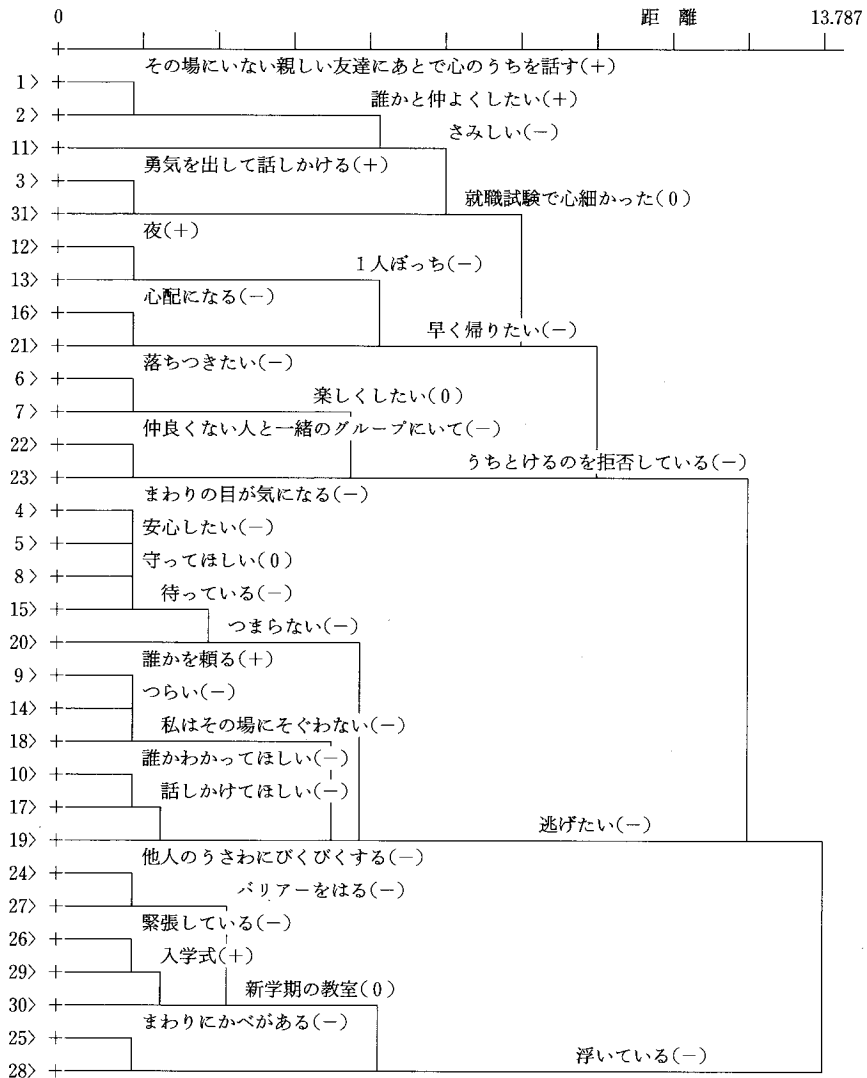 0 距離 13.787
その場にいない親しい友達にあとで心のうちを話す(+)
1>
誰かと仲よくしたい(+)
2>
さみしい(-)
11>
勇気を出して話しかける(+)
3>
就職試験で心細かった(0)
31>
夜(+)
12>
1人ぼっち(-)
13>
心配になる(-)
16>
早く帰りたい(-)
21>
落ちつきたい(-)
6>
楽しくしたい(0)
7>
仲良くない人と一緒のグループにいて(-)
22>
うちとけるのを拒否している(-)
23>
まわりの目が気になる(-)
4>
安心したい(-)
5>
守ってほしい(0)
8>
待っている(-)
15>
つまらない(-)
20>
誰かを頼る(+)
9>
つらい(-)
14>
私はその場にそぐわない(-)
18>
誰かわかってほしい(-)
10>
話しかけてほしい(-)
17>
逃げたい(-)
19>
他人のうさわにびくびくする(-)
24>
バリアーをはる(-)
27>
緊張している(-)
26>
入学式(+)
29>
新学期の教室(0)
30>
まわりにかべがある(-)
25>
浮いている(-)
28>